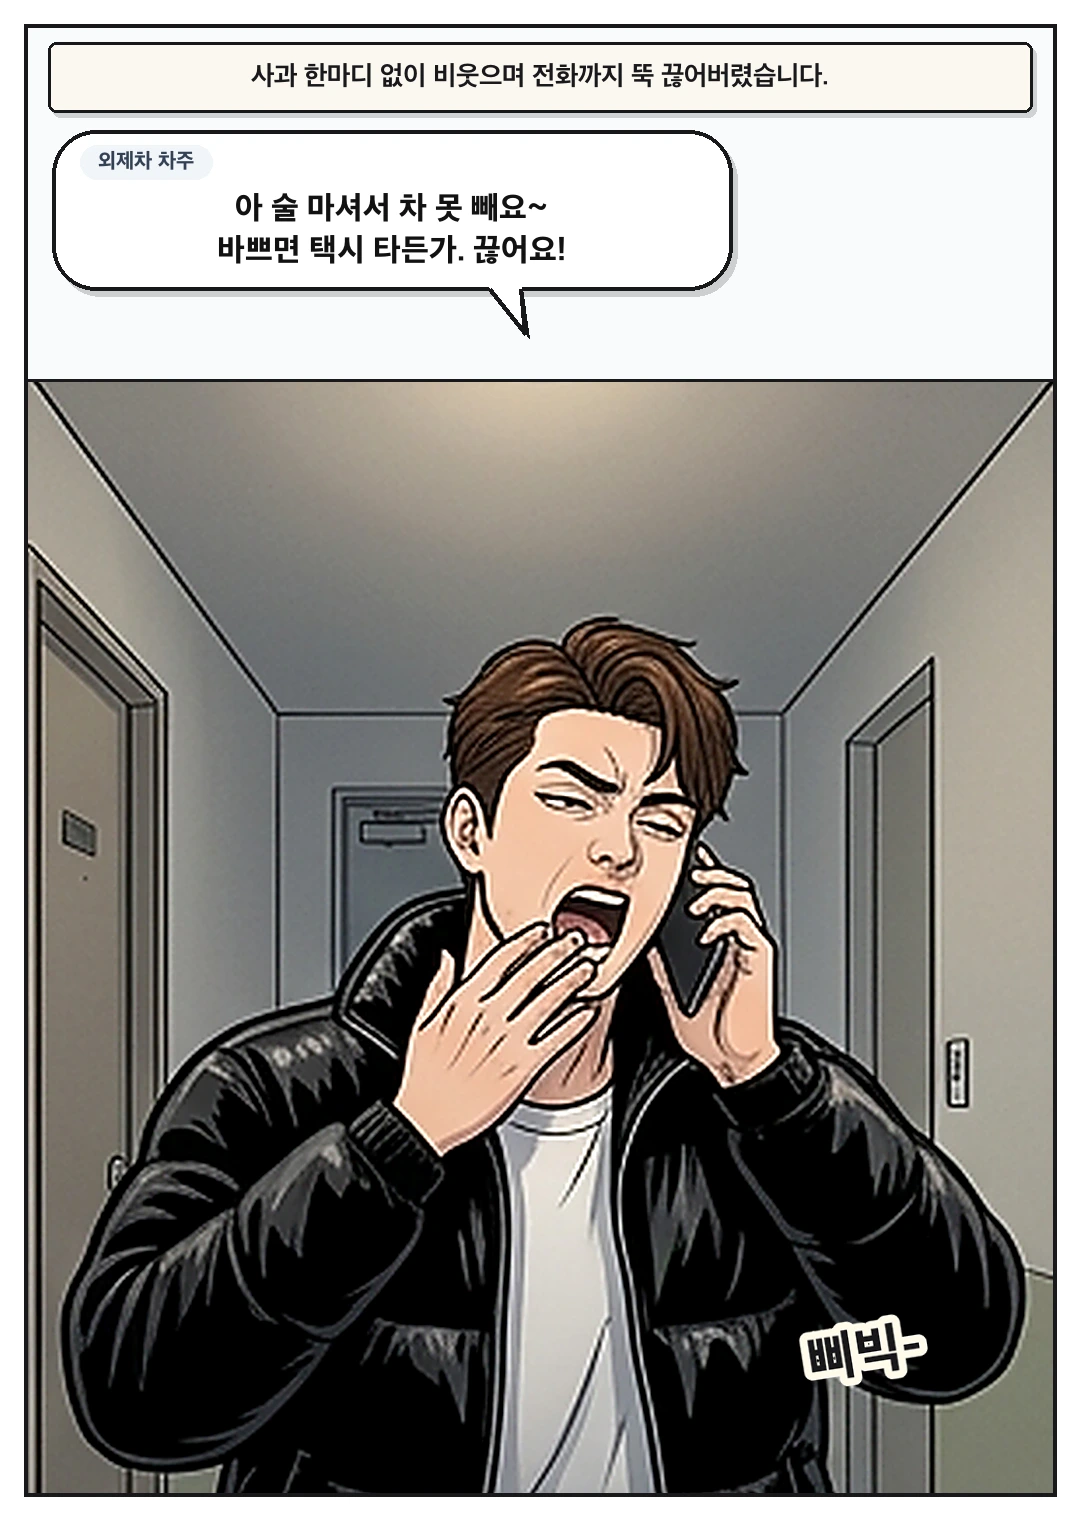 사과 한마디 없이 비웃으며 전화까지 뚝 끊어버렸습니다.
외제차 차주
아 술 마셔서 차 못 빼요~
바쁘면 택시 타든가. 끊어요!
삐빅-